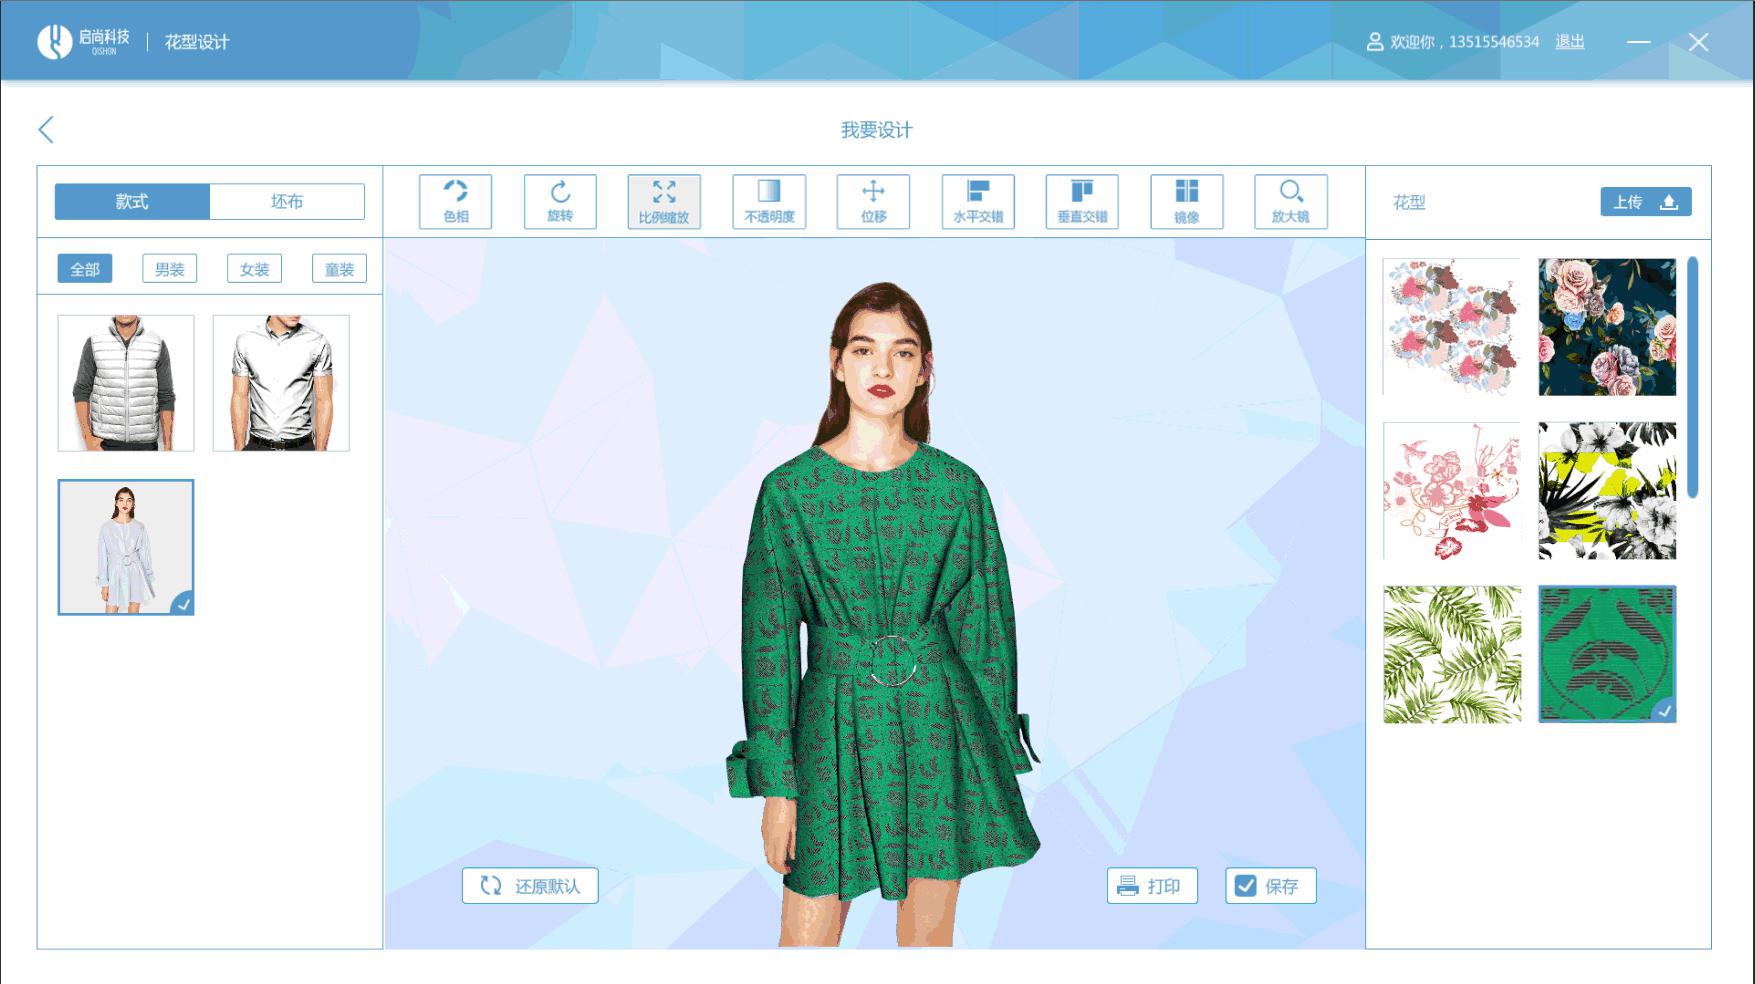 启尚科技
QISHON
花型设计
欢迎你，13515546534
退出
我要设计
款式
坯布
色相
旋转
比例缩放
不透明度
位移
水平交错
垂直交错
镜像
放大镜
花型
上传
全部
男装
女装
童装
还原默认
打印
保存